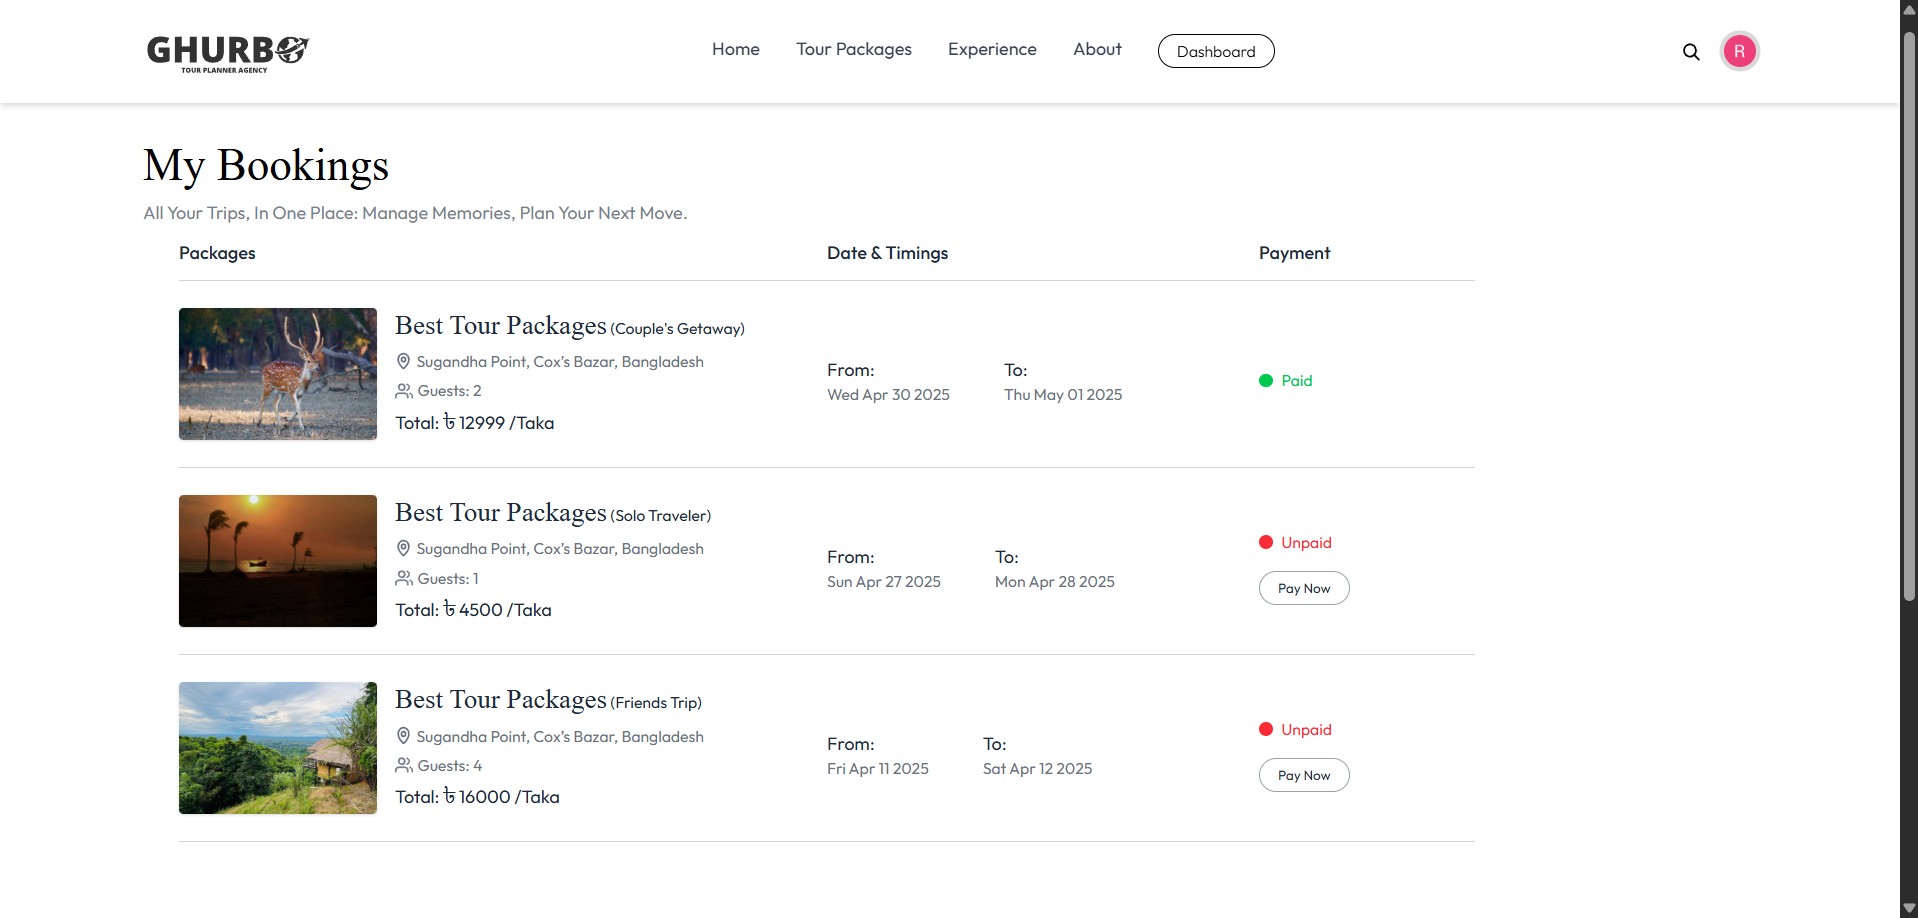 GHURBO
TOUR PLANNER AGENCY
Home
Tour Packages
Experience
About
Dashboard
R
My Bookings
All Your Trips, In One Place: Manage Memories, Plan Your Next Move.
Packages
Date & Timings
Payment
Best Tour Packages (Couple's Getaway)
Sugandha Point, Cox's Bazar, Bangladesh
Guests: 2
Total: ৳ 12999 /Taka
From:
Wed Apr 30 2025
To:
Thu May 01 2025
Paid
Best Tour Packages (Solo Traveler)
Sugandha Point, Cox's Bazar, Bangladesh
Guests: 1
Total: ৳ 4500 /Taka
From:
Sun Apr 27 2025
To:
Mon Apr 28 2025
Unpaid
Pay Now
Best Tour Packages (Friends Trip)
Sugandha Point, Cox's Bazar, Bangladesh
Guests: 4
Total: ৳ 16000 /Taka
From:
Fri Apr 11 2025
To:
Sat Apr 12 2025
Unpaid
Pay Now